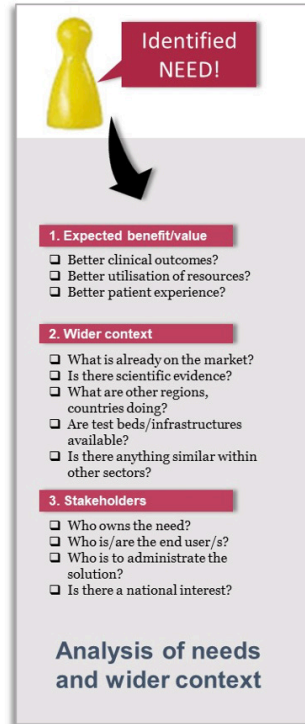 Identified
NEED!
1. Expected benefit/value
❑ Better clinical outcomes?
❑ Better utilisation of resources?
❑ Better patient experience?
2. Wider context
❑ What is already on the market?
❑ Is there scientific evidence?
❑ What are other regions,
countries doing?
❑ Are test beds/infrastructures
available?
❑ Is there anything similar within
other sectors?
3. Stakeholders
❑ Who owns the need?
❑ Who is/are the end user/s?
❑ Who is to administrate the
solution?
❑ Is there a national interest?
Analysis of needs
and wider context